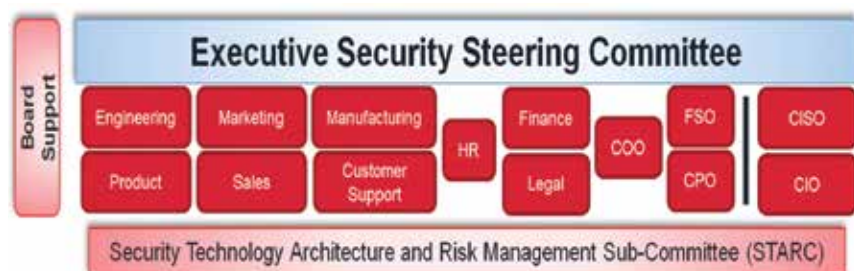 Board
Support
Executive Security Steering Committee
Engineering
Marketing
Manufacturing
HR
Finance
COO
FSO
CISO
Product
Sales
Customer
Support
Legal
CPO
CIO
Security Technology Architecture and Risk Management Sub-Committee (STARC)